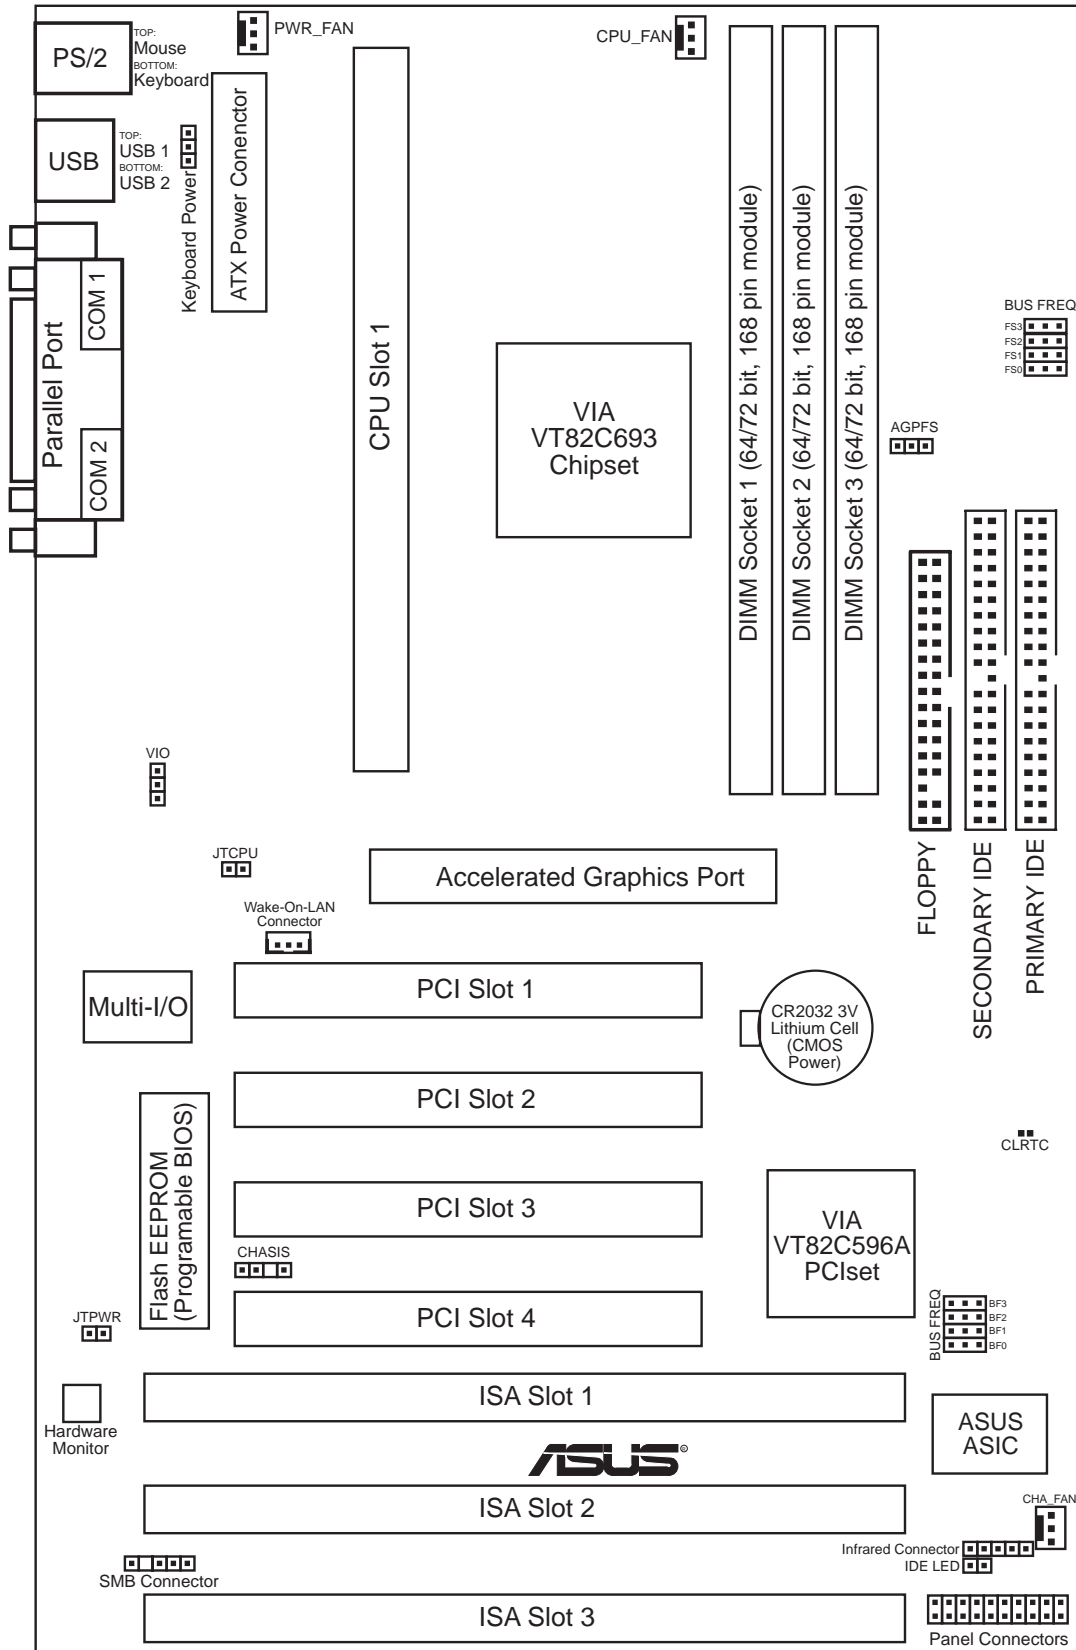 PS/2
TOP:
Mouse
BOTTOM:
Keyboard
PWR_FAN
CPU_FAN
USB
TOP:
USB 1
BOTTOM:
USB 2
Keyboard Power
ATX Power Conenctor
Parallel Port
COM 1
COM 2
CPU Slot 1
VIA
VT82C693
Chipset
DIMM Socket 1 (64/72 bit, 168 pin module)
DIMM Socket 2 (64/72 bit, 168 pin module)
DIMM Socket 3 (64/72 bit, 168 pin module)
BUS FREQ
FS3
FS2
FS1
FS0
AGPFS
FLOPPY
SECONDARY IDE
PRIMARY IDE
VIO
JTCPU
Accelerated Graphics Port
Wake-On-LAN
Connector
Multi-I/O
PCI Slot 1
CR2032 3V
Lithium Cell
(CMOS
Power)
PCI Slot 2
CLRTC
Flash EEPROM
(Programable BIOS)
PCI Slot 3
VIA
VT82C596A
PCIset
CHASIS
PCI Slot 4
JTPWR
BUS FREQ
BF3
BF2
BF1
BF0
Hardware
Monitor
ISA Slot 1
ASUS
ASIC
ASUS®
ISA Slot 2
CHA_FAN
Infrared Connector
IDE LED
SMB Connector
ISA Slot 3
Panel Connectors